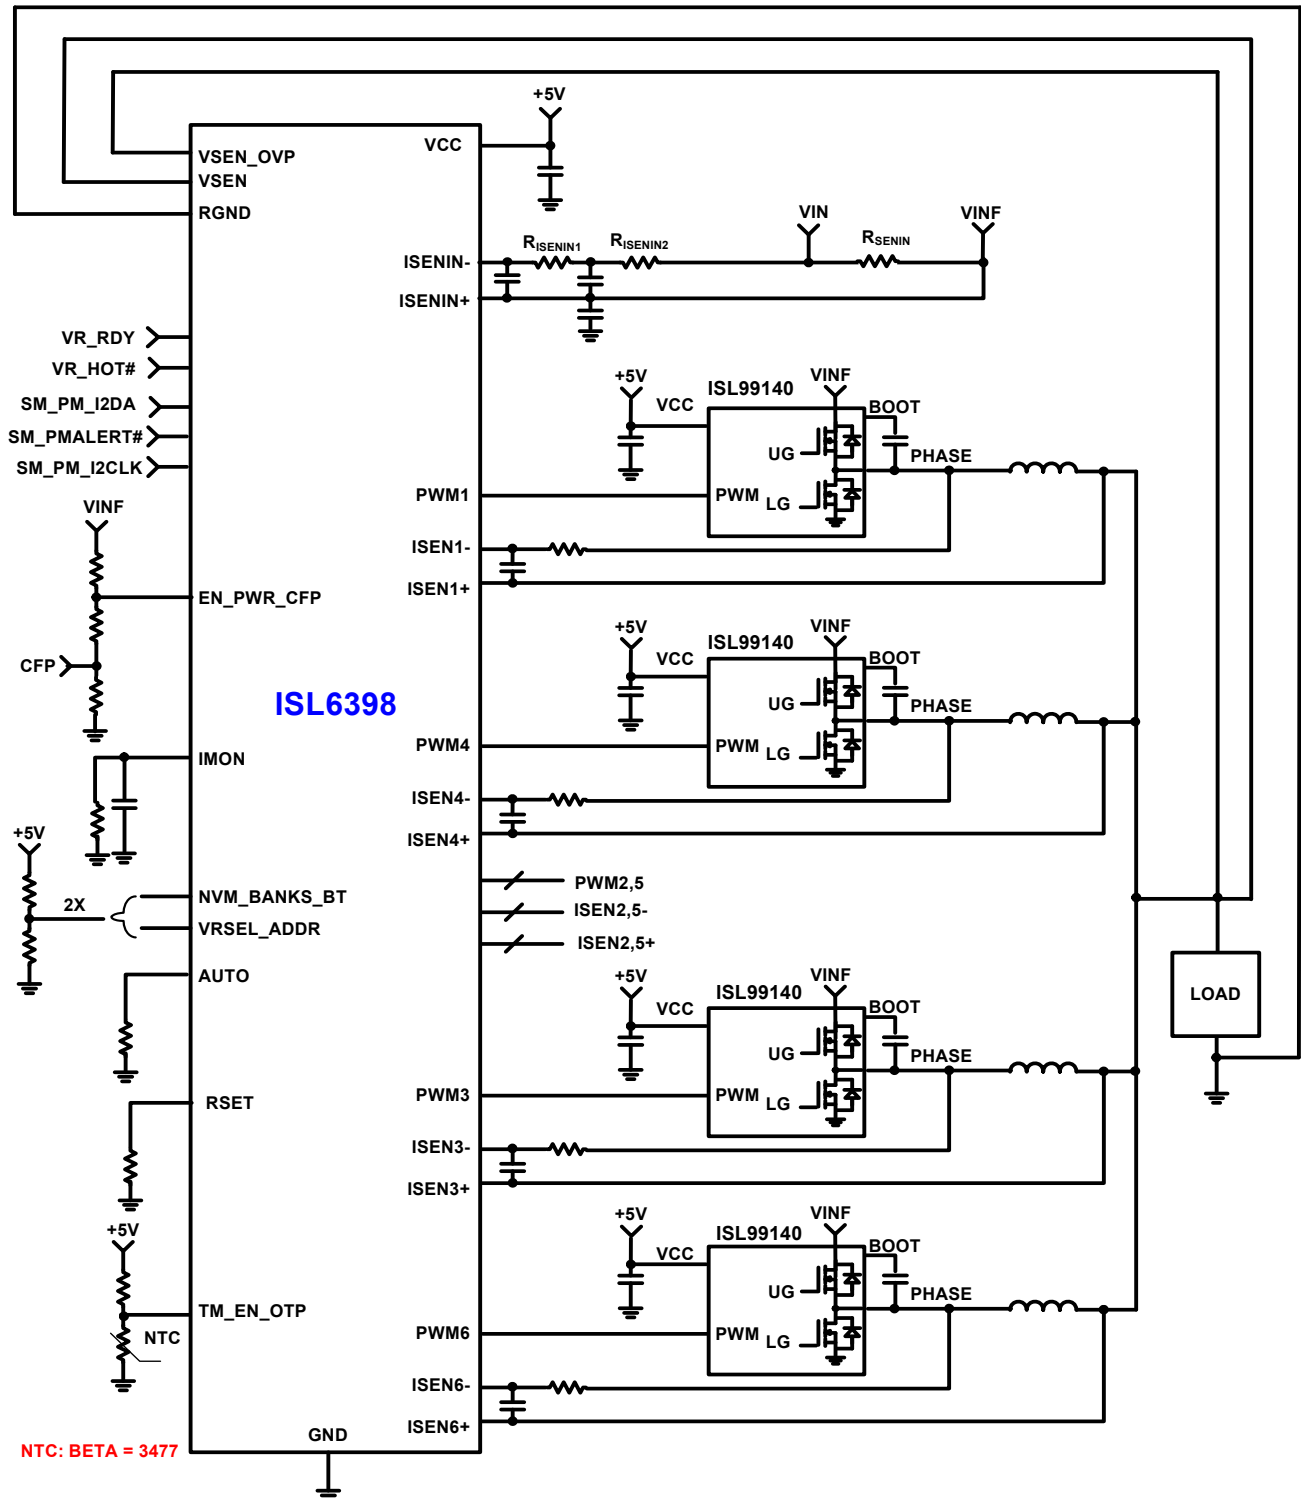 +5V
VCC
VSEN_OVP
VSEN
RGND
VIN
VINF
RISENIN1
RISENIN2
RSENIN
ISENIN-
ISENIN+
VR_RDY
VR_HOT#
SM_PM_I2DA
SM_PMALERT#
SM_PM_I2CLK
+5V
ISL99140
VINF
VCC
BOOT
UG
PHASE
PWM1
PWM
LG
VINF
ISEN1-
ISEN1+
EN_PWR_CFP
CFP
ISL6398
+5V
ISL99140
VINF
VCC
BOOT
UG
PHASE
PWM4
PWM
LG
IMON
ISEN4-
ISEN4+
+5V
2X
NVM_BANKS_BT
VRSEL_ADDR
PWM2,5
ISEN2,5-
ISEN2,5+
AUTO
+5V
ISL99140
VINF
VCC
BOOT
UG
PHASE
LOAD
RSET
PWM3
PWM
LG
ISEN3-
ISEN3+
+5V
TM_EN_OTP
NTC
+5V
ISL99140
VINF
VCC
BOOT
UG
PHASE
PWM6
PWM
LG
ISEN6-
ISEN6+
GND
NTC: BETA = 3477